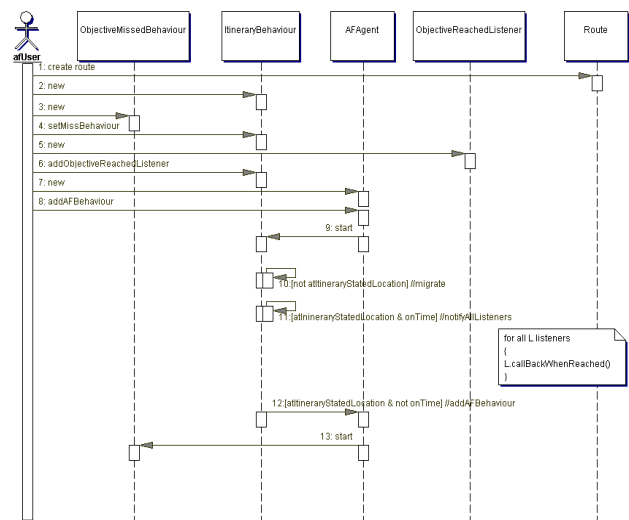 ObjectiveMissedBehaviour
ItineraryBehaviour
AFAgent
ObjectiveReachedListener
Route
afUser
1: create route
2: new
3: new
4: setMissBehaviour
5: new
6: addObjectiveReachedListener
7: new
8: addAFBehaviour
9: start
10:[not atItineraryStatedLocation] //migrate
11:[atInineraryStatedLocation & onTime] //notifyAllListeners
for all L listeners
{
L.callBackWhenReached()
}
12:[atItineraryStatedLocation & not onTime] //addAFBehaviour
13: start